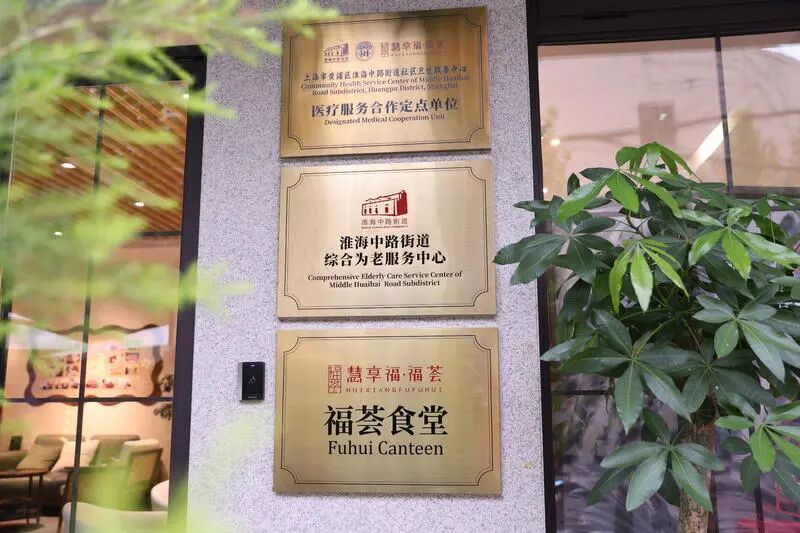 慧享福·福荟
上海市黄浦区淮海中路街道社区卫生服务中心
Community Health Service Center of Middle Huaihai
Road Subdistrict, Huangpu District, Shanghai
医疗服务合作定点单位
Designated Medical Cooperation Unit
淮海中路街道
淮海中路街道
综合为老服务中心
Comprehensive Elderly Care Service Center of
Middle Huaihai Road Subdistrict
慧享福·福荟
HUIXIANGFUFUHUI
福荟食堂
Fuhui Canteen